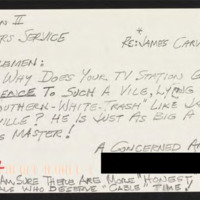 N II
RS SERVICE
RE: JAMES CARV
EMEN:
WHY DOES YOUR TV STATIONS G
ENCE TO SUCH A VILE, LYING
OUTHERN-WHITE-TRASH" LIKE JA
VILLE? HE IS JUST AS BIG A
S MASTER!
A CONCERNED A
AM SURE THERE ARE MORE "HONEST,
LE WHO DESERVE "CABLE" TIME!